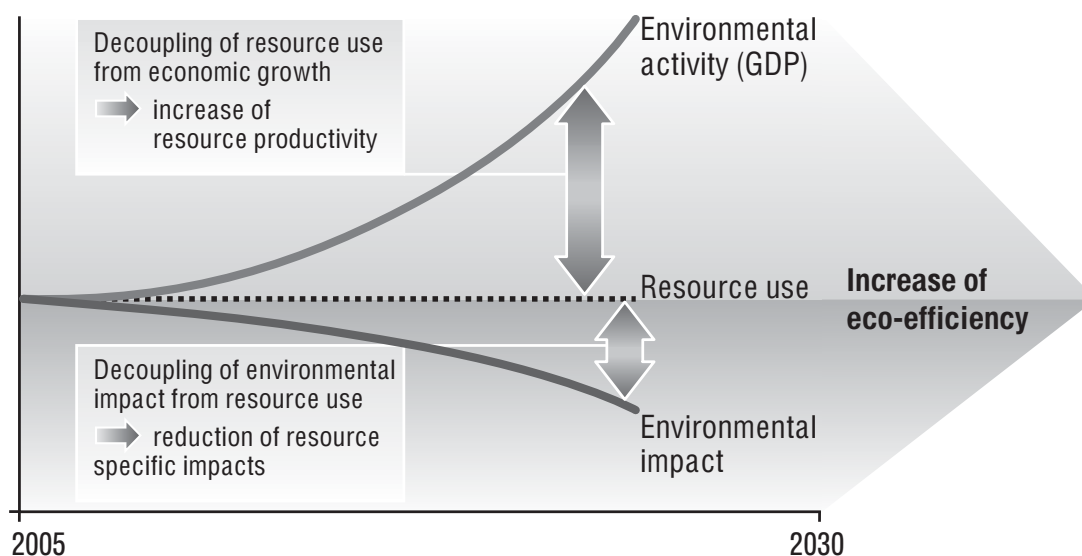 Decoupling of resource use
from economic growth
increase of
resource productivity
Environmental
activity (GDP)
Resource use
Increase of
eco-efficiency
Decoupling of environmental
impact from resource use
reduction of resource
specific impacts
Environmental
impact
2005
2030